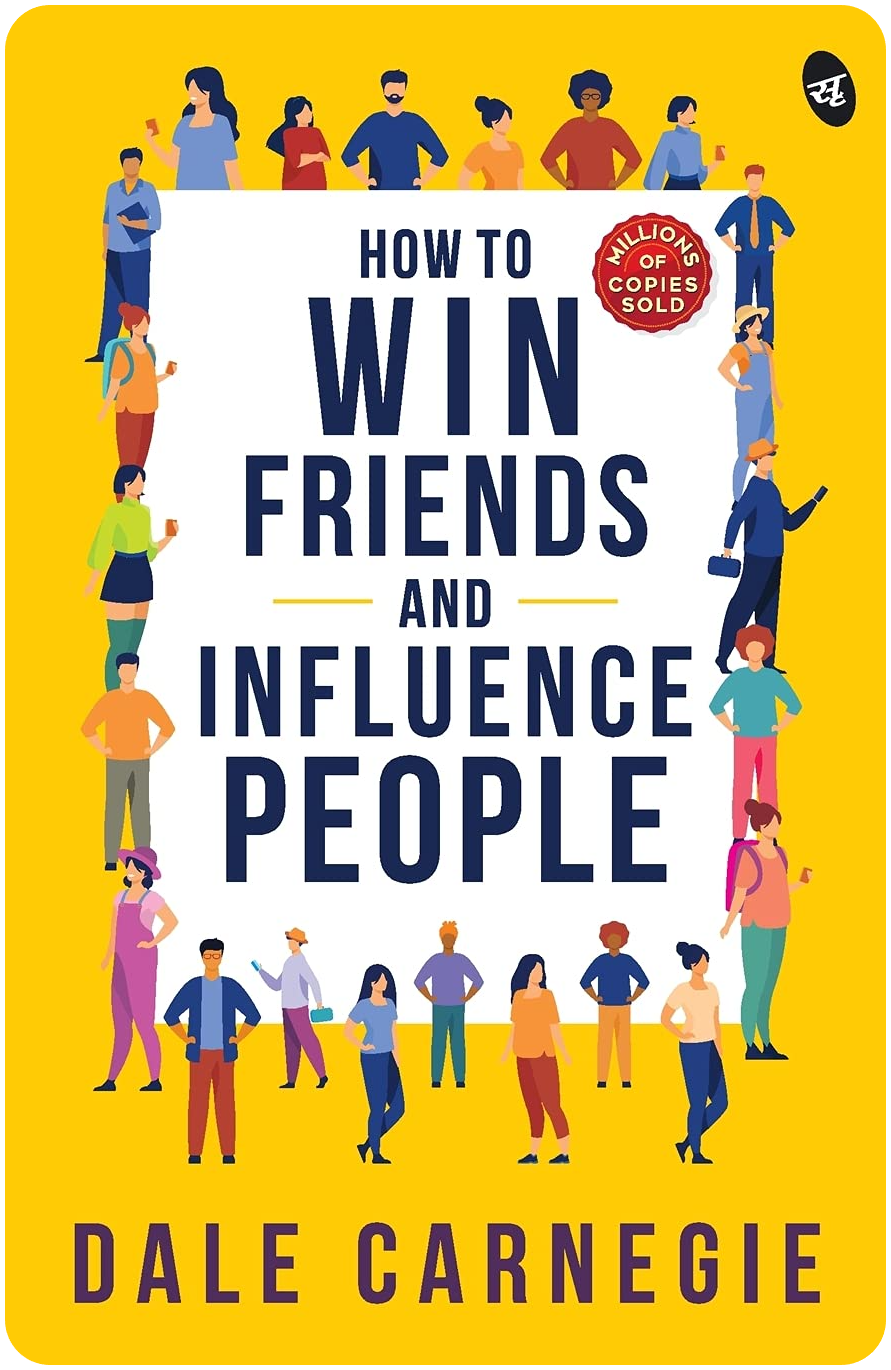 सृ
HOW TO
MILLIONS
OF
COPIES
SOLD
WIN
FRIENDS
AND
INFLUENCE
PEOPLE
DALE CARNEGIE